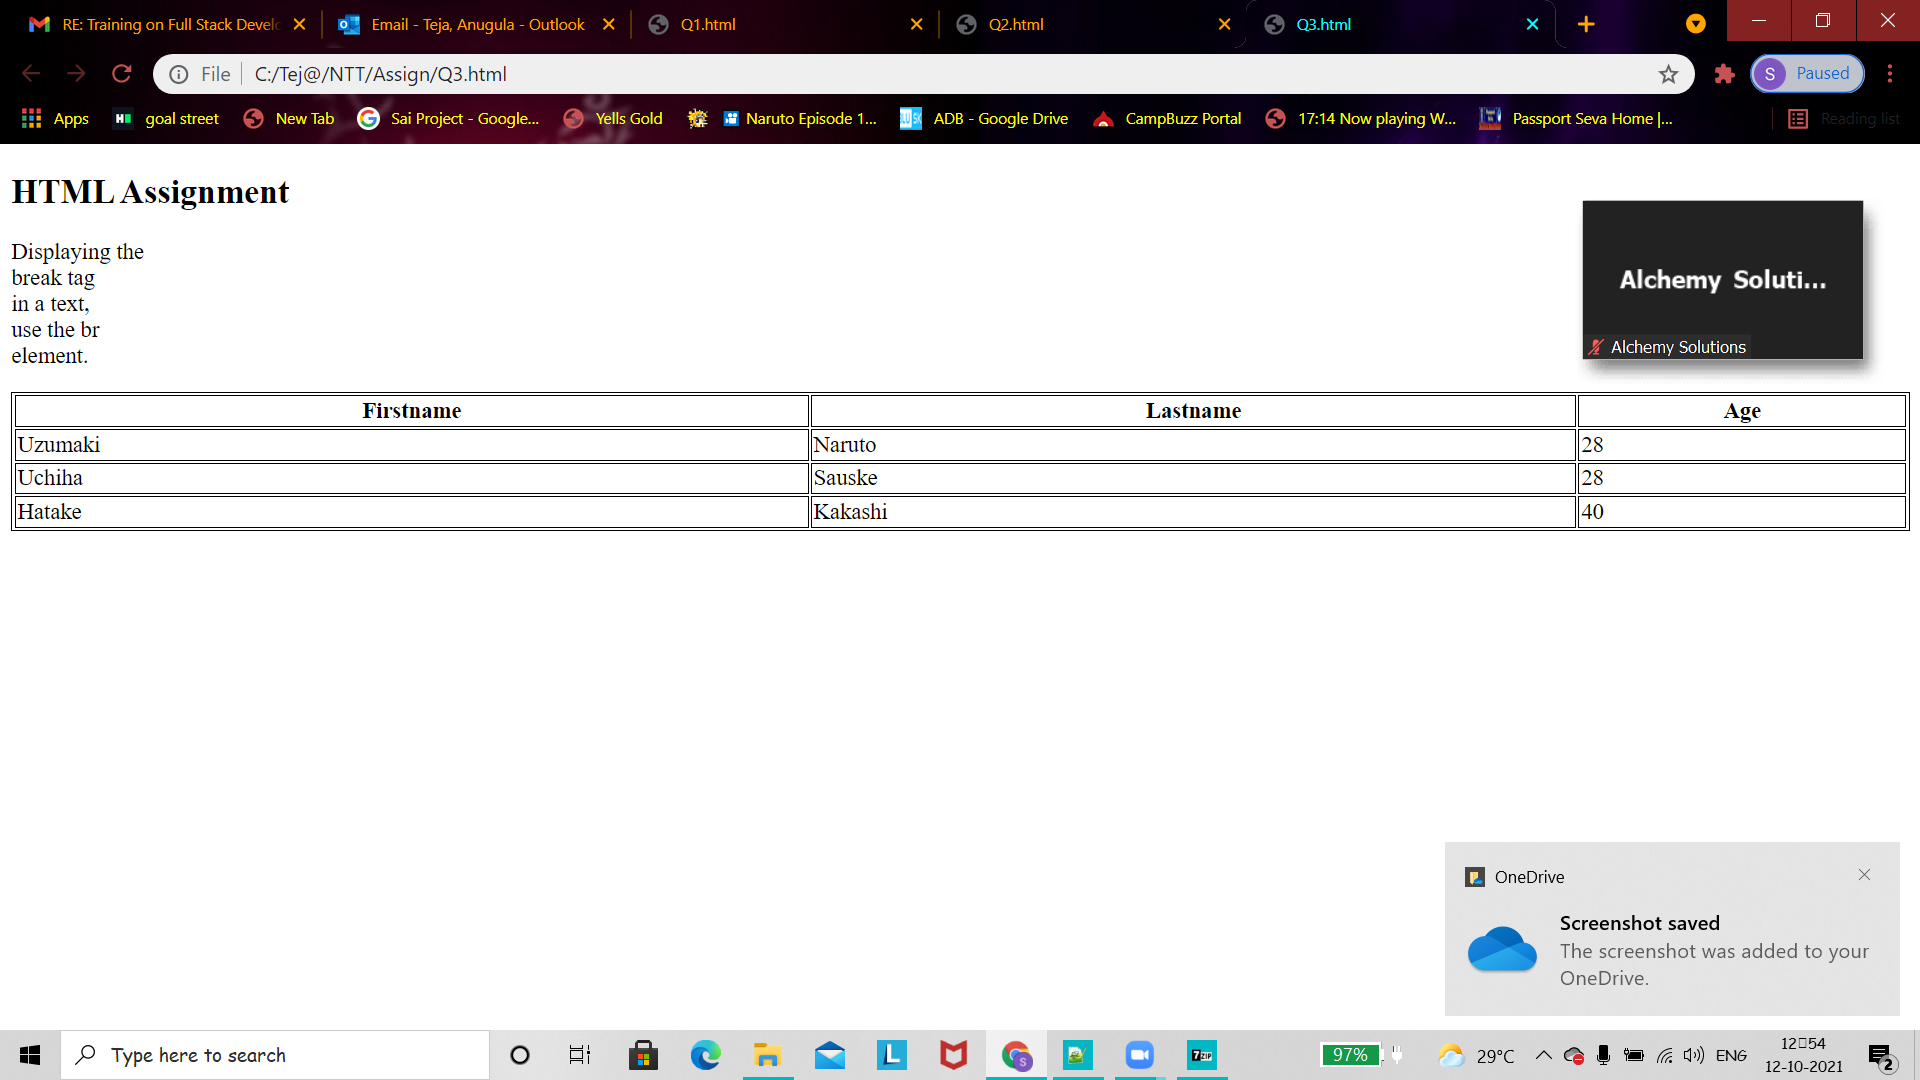 RE: Training on Full Stack Develo
Email - Teja, Anugula - Outlook
Q1.html
Q2.html
Q3.html
File
C:/Tej@/NTT/Assign/Q3.html
S
Paused
Apps
goal street
New Tab
Sai Project - Google...
Yells Gold
Naruto Episode 1...
ADB - Google Drive
CampBuzz Portal
17:14 Now playing W...
Passport Seva Home |...
Reading list
HTML Assignment
Displaying the
break tag
in a text,
use the br
element.
Alchemy Soluti...
Alchemy Solutions
Firstname Lastname Age
Uzumaki Naruto 28
Uchiha Sauske 28
Hatake Kakashi 40
OneDrive
Screenshot saved
The screenshot was added to your
OneDrive.
Type here to search
97%
29°C
ENG
12▯54
12-10-2021
2